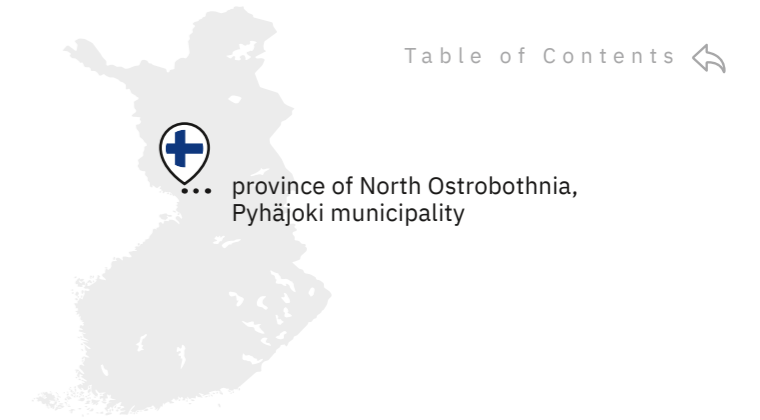 Table of Contents
province of North Ostrobothnia,
Pyhäjoki municipality